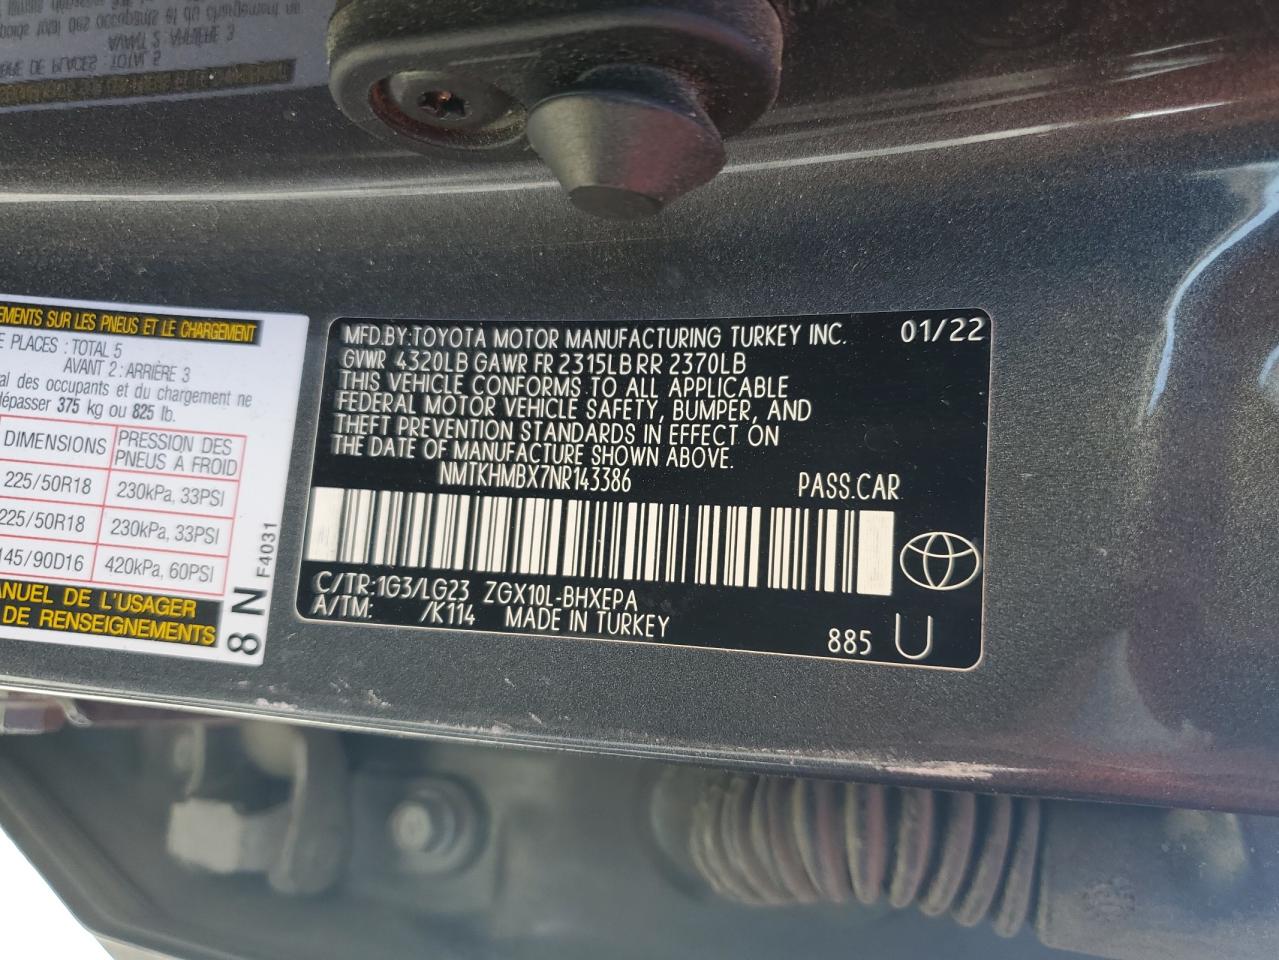 MFD.BY:TOYOTA MOTOR MANUFACTURING TURKEY INC. 01/22
GVWR 4320LB GAWR FR 2315LB RR 2370LB
THIS VEHICLE CONFORMS TO ALL APPLICABLE
FEDERAL MOTOR VEHICLE SAFETY, BUMPER, AND
THEFT PREVENTION STANDARDS IN EFFECT ON
THE DATE OF MANUFACTURE SHOWN ABOVE.
NMTKHMBX7NR143386 PASS.CAR
C/TR:1G3/LG23 ZGX10L-BHXEPA
A/TM: /K114 MADE IN TURKEY
885 U
SUR LES PNEUS ET LE CHARGEMENT
PLACES : TOTAL 5
AVANT 2 : ARRIÈRE 3
des occupants et du chargement ne
dépasser 375 kg ou 825 lb.
DIMENSIONS PRESSION DES
PNEUS À FROID
225/50R18 230kPa, 33PSI
225/50R18 230kPa, 33PSI
145/90D16 420kPa, 60PSI
DE L'USAGER
DE RENSEIGNEMENTS
8 N F4031